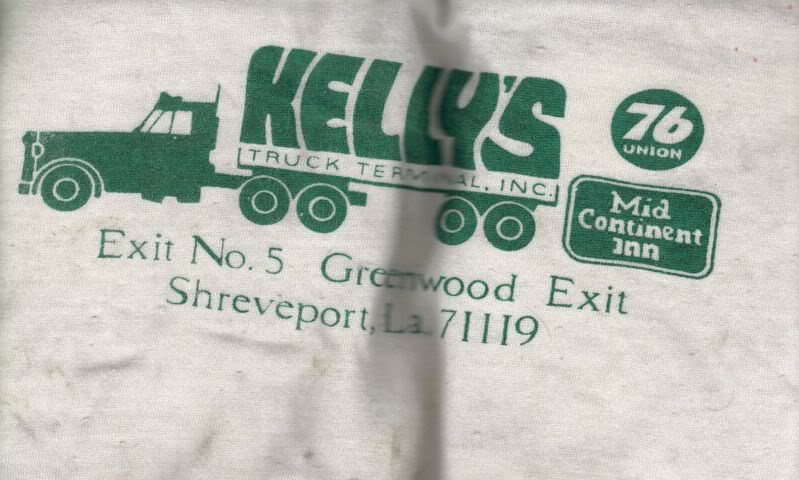 KELLY'S
TRUCK TERMINAL, INC.
76
UNION
Mid
Continent
Inn
Exit No. 5 Greenwood Exit
Shreveport, La. 71119